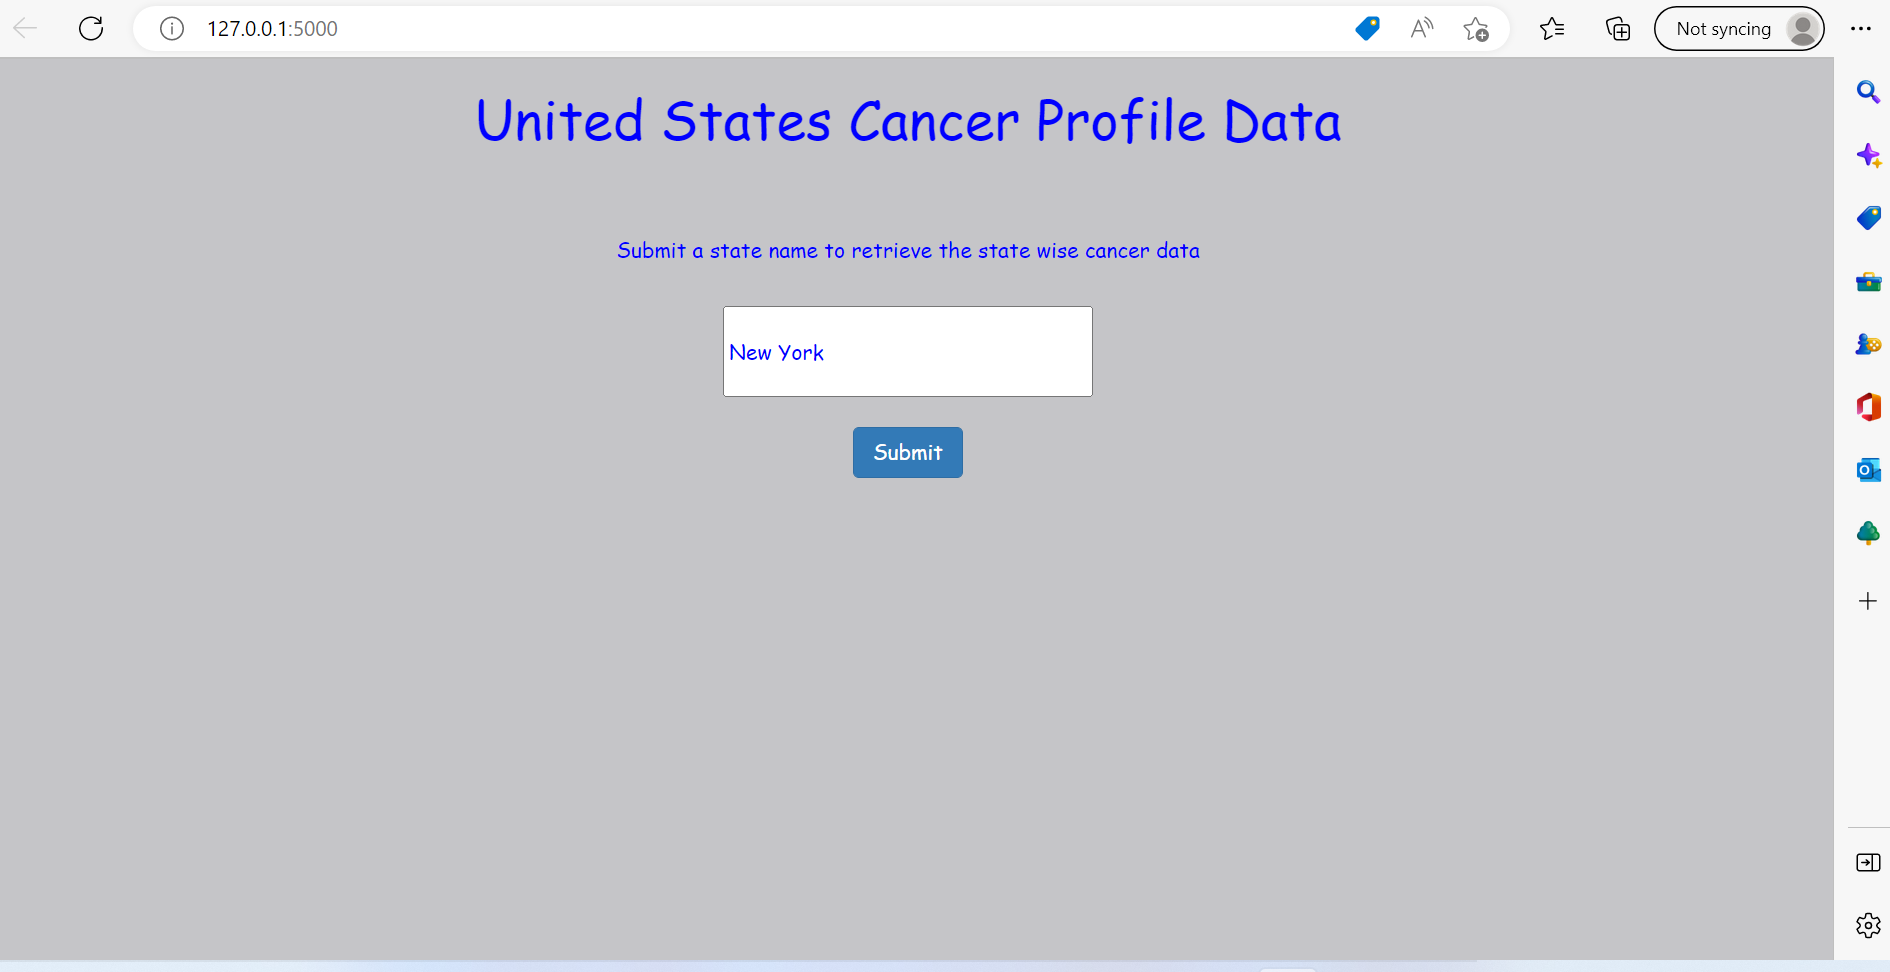 127.0.0.1:5000
Not syncing
United States Cancer Profile Data
Submit a state name to retrieve the state wise cancer data
New York
Submit